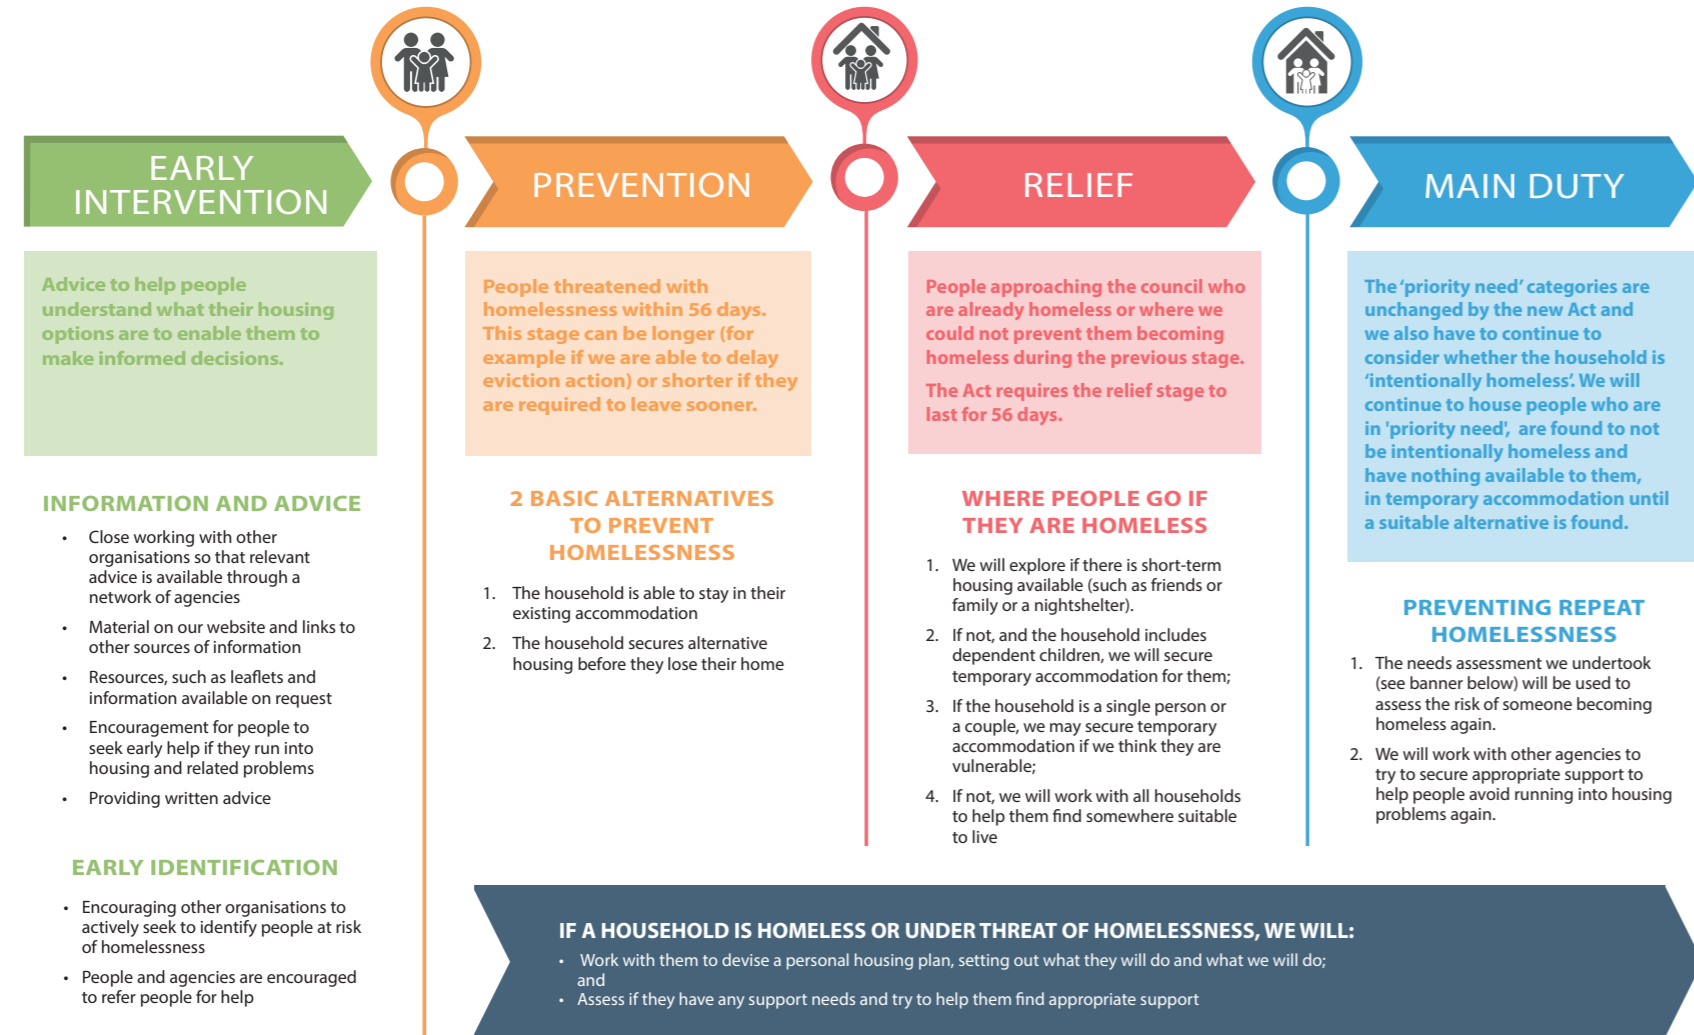 EARLY
INTERVENTION
Advice to help people
understand what their housing
options are to enable them to
make informed decisions.
INFORMATION AND ADVICE
• Close working with other
organisations so that relevant
advice is available through a
network of agencies
• Material on our website and links to
other sources of information
• Resources, such as leaflets and
information available on request
• Encouragement for people to
seek early help if they run into
housing and related problems
• Providing written advice
EARLY IDENTIFICATION
• Encouraging other organisations to
actively seek to identify people at risk
of homelessness
• People and agencies are encouraged
to refer people for help
PREVENTION
People threatened with
homelessness within 56 days.
This stage can be longer (for
example if we are able to delay
eviction action) or shorter if they
are required to leave sooner.
2 BASIC ALTERNATIVES
TO PREVENT
HOMELESSNESS
1. The household is able to stay in their
existing accommodation
2. The household secures alternative
housing before they lose their home
RELIEF
People approaching the council who
are already homeless or where we
could not prevent them becoming
homeless during the previous stage.
The Act requires the relief stage to
last for 56 days.
WHERE PEOPLE GO IF
THEY ARE HOMELESS
1. We will explore if there is short-term
housing available (such as friends or
family or a nightshelter).
2. If not, and the household includes
dependent children, we will secure
temporary accommodation for them;
3. If the household is a single person or
a couple, we may secure temporary
accommodation if we think they are
vulnerable;
4. If not, we will work with all households
to help them find somewhere suitable
to live
MAIN DUTY
The ‘priority need’ categories are
unchanged by the new Act and
we also have to continue to
consider whether the household is
‘intentionally homeless’. We will
continue to house people who are
in 'priority need', are found to not
be intentionally homeless and
have nothing available to them,
in temporary accommodation until
a suitable alternative is found.
PREVENTING REPEAT
HOMELESSNESS
1. The needs assessment we undertook
(see banner below) will be used to
assess the risk of someone becoming
homeless again.
2. We will work with other agencies to
try to secure appropriate support to
help people avoid running into housing
problems again.
IF A HOUSEHOLD IS HOMELESS OR UNDER THREAT OF HOMELESSNESS, WE WILL:
• Work with them to devise a personal housing plan, setting out what they will do and what we will do;
and
• Assess if they have any support needs and try to help them find appropriate support